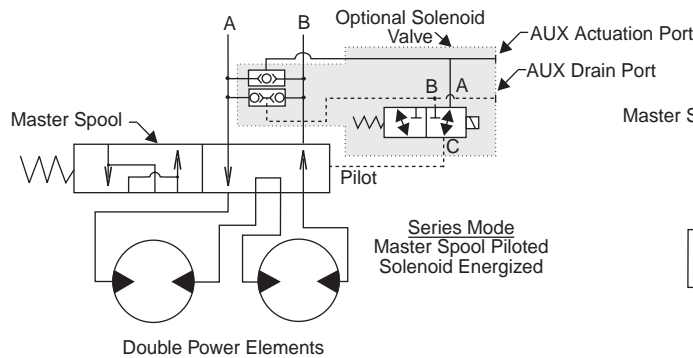 A
B
Optional Solenoid
Valve
AUX Actuation Port
AUX Drain Port
B
A
Master Spool
Master S
C
Pilot
Series Mode
Master Spool Piloted
Solenoid Energized
Double Power Elements